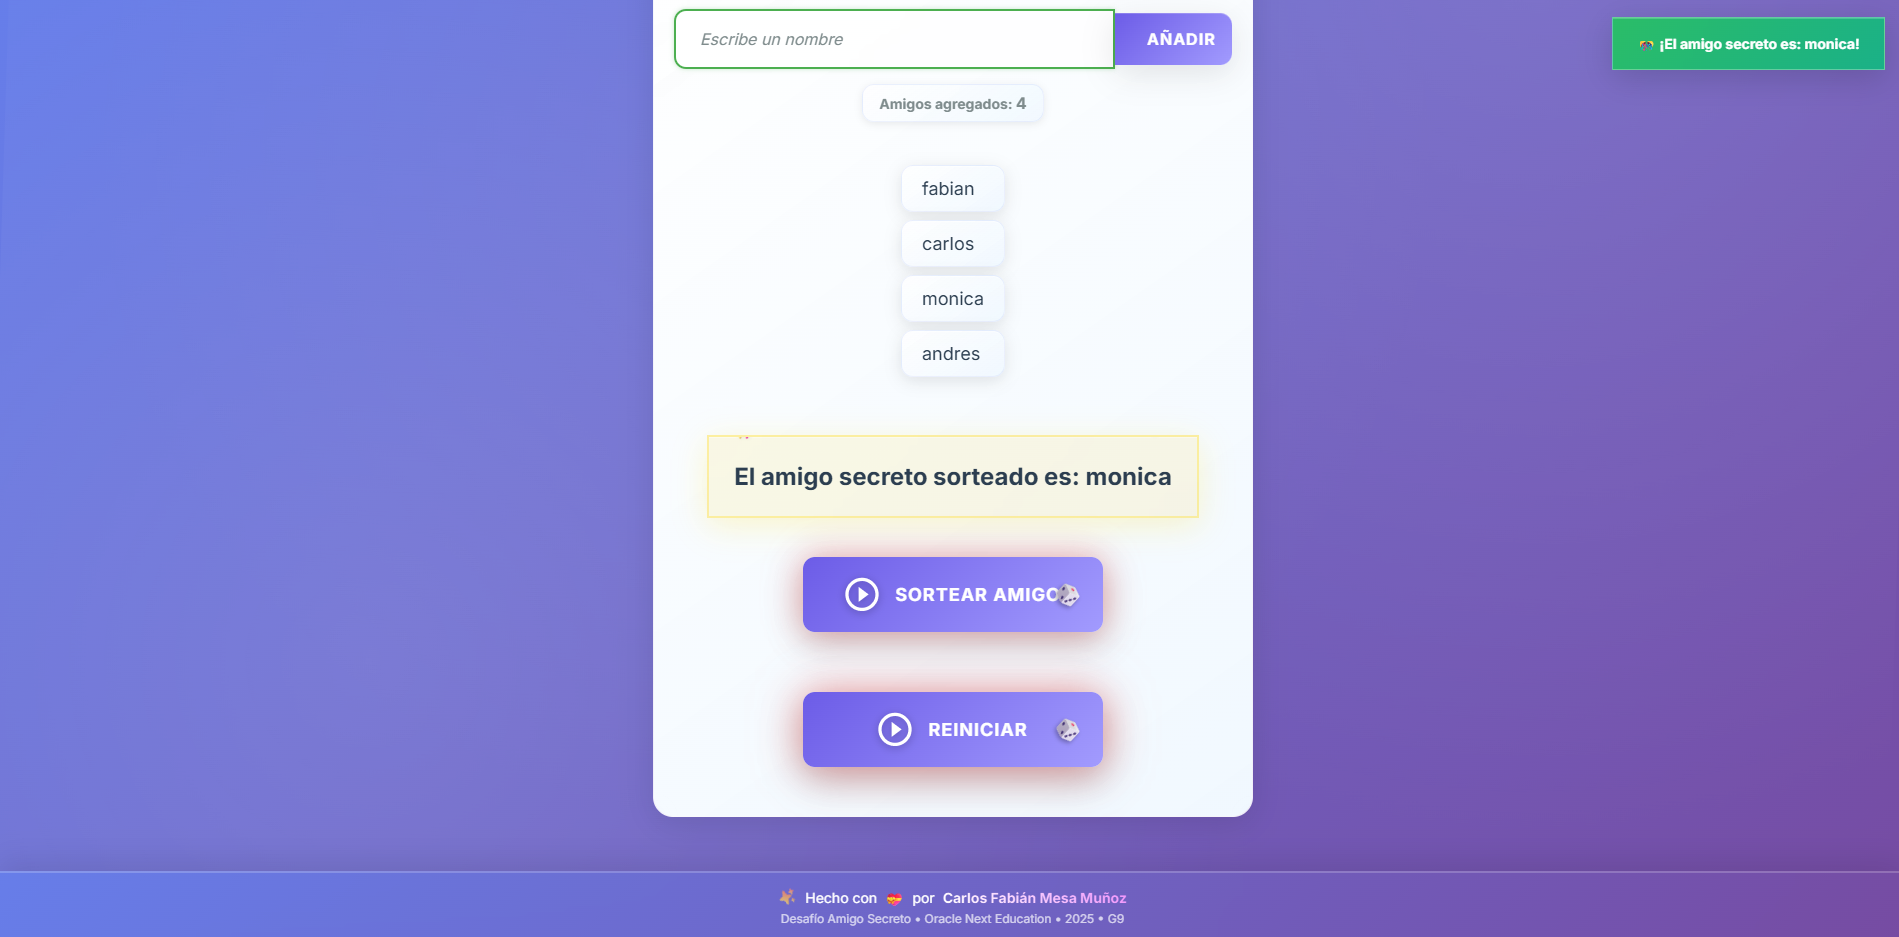 Escribe un nombre
AÑADIR
¡El amigo secreto es: monica!
Amigos agregados: 4
fabian
carlos
monica
andres
El amigo secreto sorteado es: monica
SORTEAR AMIGO
REINICIAR
Hecho con por Carlos Fabián Mesa Muñoz
Desafío Amigo Secreto • Oracle Next Education • 2025 • G9